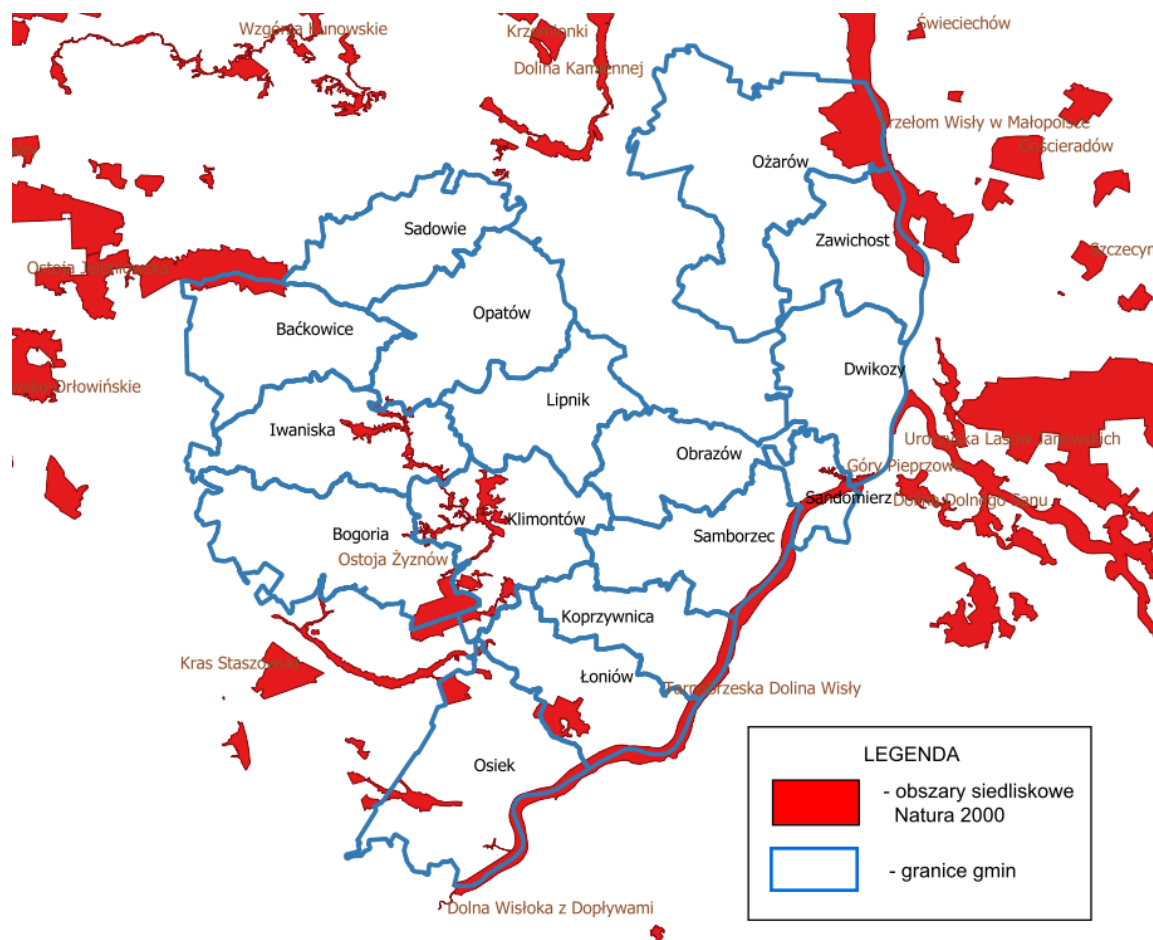 Wzgórza Kunowskie
Krzemionki
Świeciechów
Dolina Kamiennej
Przełom Wisły w Małopolsce
Gościeradów
Ożarów
Sadowie
Zawichost
Szczecyn
Ostoja Jeleniowska
Opatów
Baćkowice
Dwikozy
wsko-Orłowińskie
Lipnik
Iwaniska
Uroczyska Lasów Janowskich
Obrazów
Góry Pieprzowe
Sandomierz
Dolina Dolnego Sanu
Klimontów
Bogoria
Samborzec
Ostoja Żyznów
Koprzywnica
Kras Staszowski
Łoniów
Tarnobrzeska Dolina Wisły
Osiek
Dolna Wisłoka z Dopływami
LEGENDA
- obszary siedliskowe
Natura 2000
- granice gmin